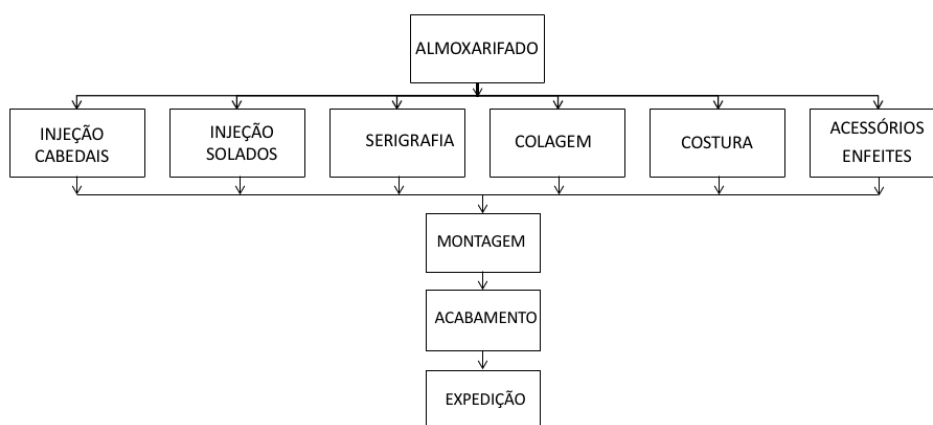 ALMOXARIFADO
INJEÇÃO
CABEDAIS
INJEÇÃO
SOLADOS
SERIGRAFIA
COLAGEM
COSTURA
ACESSÓRIOS
ENFEITES
MONTAGEM
ACABAMENTO
EXPEDIÇÃO